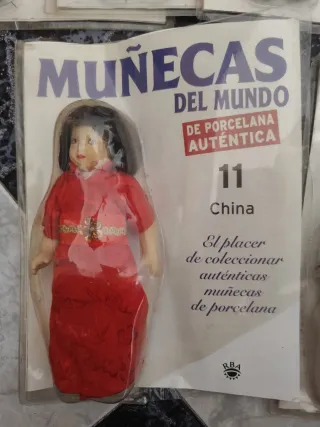 MUÑECAS
DEL MUNDO
DE PORCELANA
AUTÉNTICA
11
China
El placer
de coleccionar
auténticas
muñecas
de porcelana
RBA